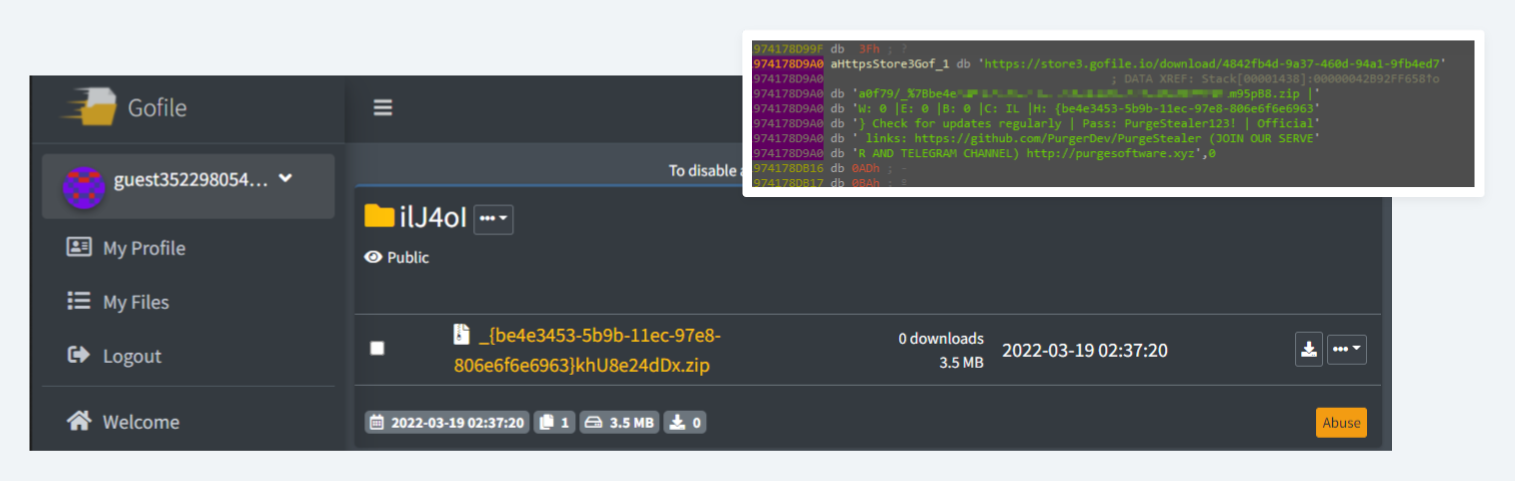 974178D99F db 3Fh ; ?
974178D9A0 aHttpsStore3Gof_1 db 'https://store3.gofile.io/download/4842fb4d-9a37-460d-94a1-9fb4ed7'
974178D9A0 ; DATA XREF: Stack[00001438]:00000042B92FF658↑o
974178D9A0 db 'a0f79/_%7Bbe4e .m95pB8.zip |'
974178D9A0 db 'W: 0 |E: 0 |B: 0 |C: IL |H: {be4e3453-5b9b-11ec-97e8-806e6f6e6963'
974178D9A0 db '} Check for updates regularly | Pass: PurgeStealer123! | Official'
974178D9A0 db ' links: https://github.com/PurgerDev/PurgeStealer (JOIN OUR SERVE'
974178D9A0 db 'R AND TELEGRAM CHANNEL) http://purgesoftware.xyz',0
974178DB16 db 0ADh ; -
974178DB17 db 0BAh ;
Gofile
To disable
guest352298054...
My Profile
My Files
Logout
Welcome
ilJ4oI
Public
_{be4e3453-5b9b-11ec-97e8-
806e6f6e6963}khU8e24dDx.zip
0 downloads
3.5 MB
2022-03-19 02:37:20
2022-03-19 02:37:20 1 3.5 MB 0
Abuse